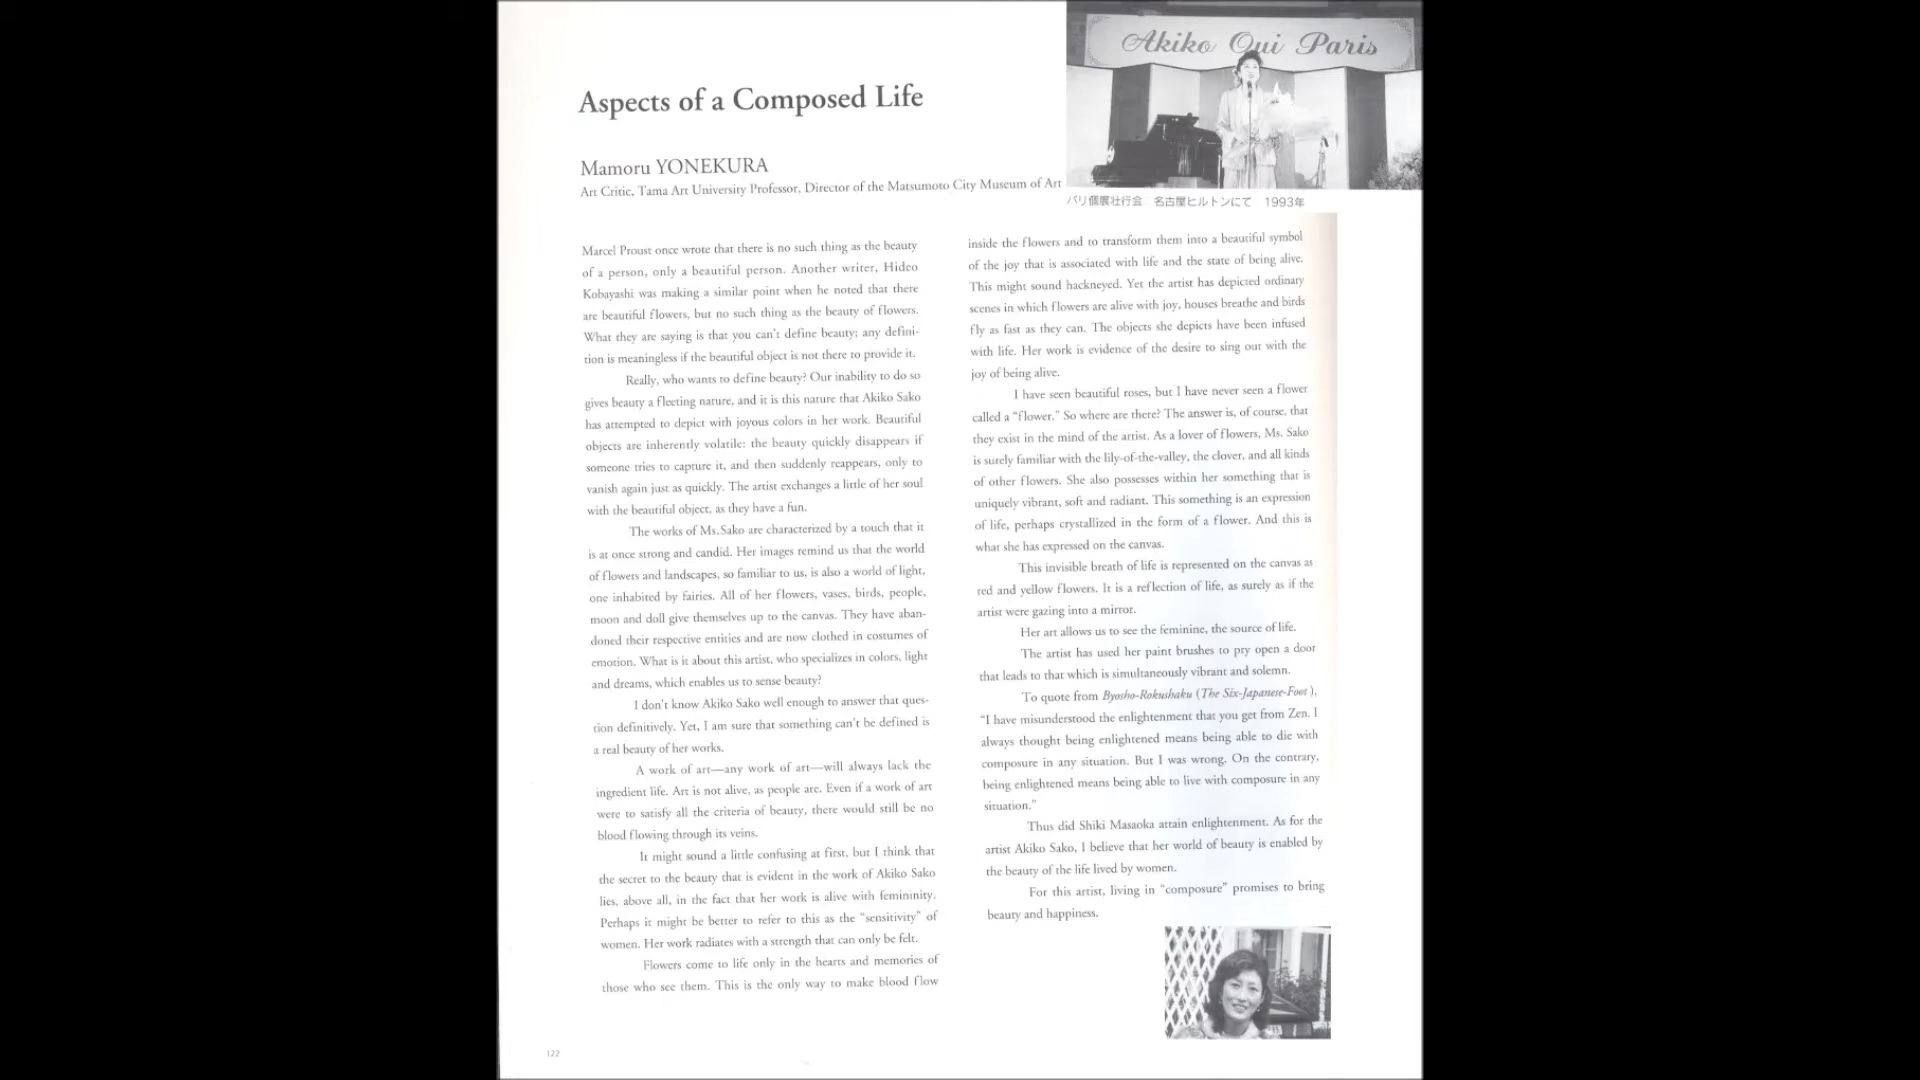 Akiko Oui Paris
Aspects of a Composed Life
Mamoru YONEKURA
Art Critic, Tama Art University Professor, Director of the Matsumoto City Museum of Art
パリ個展壮行会 名古屋ヒルトンにて 1993年
Marcel Proust once wrote that there is no such thing as the beauty
of a person, only a beautiful person. Another writer, Hideo
Kobayashi was making a similar point when he noted that there
are beautiful flowers, but no such thing as the beauty of flowers.
What they are saying is that you can't define beauty; any defini-
tion is meaningless if the beautiful object is not there to provide it.
Really, who wants to define beauty? Our inability to do so
gives beauty a fleeting nature, and it is this nature that Akiko Sako
has attempted to depict with joyous colors in her work. Beautiful
objects are inherently volatile: the beauty quickly disappears if
someone tries to capture it, and then suddenly reappears, only to
vanish again just as quickly. The artist exchanges a little of her soul
with the beautiful object, as they have a fun.
The works of Ms.Sako are characterized by a touch that it
is at once strong and candid. Her images remind us that the world
of flowers and landscapes, so familiar to us, is also a world of light,
one inhabited by fairies. All of her flowers, vases, birds, people,
moon and doll give themselves up to the canvas. They have aban-
doned their respective entities and are now clothed in costumes of
emotion. What is it about this artist, who specializes in colors, light
and dreams, which enables us to sense beauty?
I don't know Akiko Sako well enough to answer that ques-
tion definitively. Yet, I am sure that something can't be defined is
a real beauty of her works.
A work of art—any work of art—will always lack the
ingredient life. Art is not alive, as people are. Even if a work of art
were to satisfy all the criteria of beauty, there would still be no
blood flowing through its veins.
It might sound a little confusing at first, but I think that
the secret to the beauty that is evident in the work of Akiko Sako
lies, above all, in the fact that her work is alive with femininity.
Perhaps it might be better to refer to this as the "sensitivity" of
women. Her work radiates with a strength that can only be felt.
Flowers come to life only in the hearts and memories of
those who see them. This is the only way to make blood flow
inside the flowers and to transform them into a beautiful symbol
of the joy that is associated with life and the state of being alive.
This might sound hackneyed. Yet the artist has depicted ordinary
scenes in which flowers are alive with joy, houses breathe and birds
fly as fast as they can. The objects she depicts have been infused
with life. Her work is evidence of the desire to sing out with the
joy of being alive.
I have seen beautiful roses, but I have never seen a flower
called a "flower." So where are there? The answer is, of course, that
they exist in the mind of the artist. As a lover of flowers, Ms. Sako
is surely familiar with the lily-of-the-valley, the clover, and all kinds
of other flowers. She also possesses within her something that is
uniquely vibrant, soft and radiant. This something is an expression
of life, perhaps crystallized in the form of a flower. And this is
what she has expressed on the canvas.
This invisible breath of life is represented on the canvas as
red and yellow flowers. It is a reflection of life, as surely as if the
artist were gazing into a mirror.
Her art allows us to see the feminine, the source of life.
The artist has used her paint brushes to pry open a door
that leads to that which is simultaneously vibrant and solemn.
To quote from Byosho-Rokushaku (The Six-Japanese-Foot),
"I have misunderstood the enlightenment that you get from Zen. I
always thought being enlightened means being able to die with
composure in any situation. But I was wrong. On the contrary,
being enlightened means being able to live with composure in any
situation."
Thus did Shiki Masaoka attain enlightenment. As for the
artist Akiko Sako, I believe that her world of beauty is enabled by
the beauty of the life lived by women.
For this artist, living in "composure" promises to bring
beauty and happiness.
122